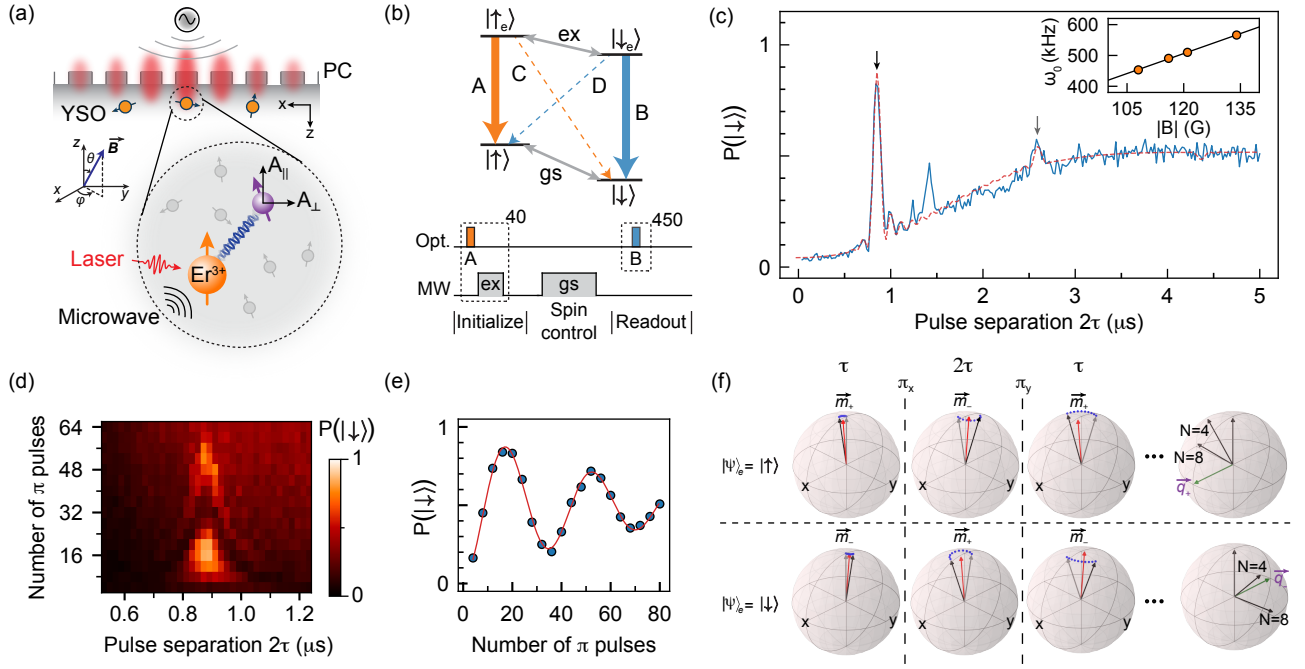 (a)
PC
YSO
x
z
z
θ
B
x
φ
y
A∥
A⊥
Laser
Er³⁺
Microwave
(b)
|↑ₑ⟩
ex
|↓ₑ⟩
A
C
D
B
|↑⟩
gs
|↓⟩
40
450
Opt.
A
B
MW
ex
gs
|Initialize|
Spin
control
|Readout|
(c)
P(|↓⟩)
1
0
0
1
2
3
4
5
Pulse separation 2τ (μs)
ω₀ (kHz)
600
500
400
105
120
135
|B| (G)
(d)
Number of π pulses
64
48
32
16
0.6
0.8
1.0
1.2
Pulse separation 2τ (μs)
P(|↓⟩)
1
0
(e)
P(|↓⟩)
1
0
0
20
40
60
80
Number of π pulses
(f)
τ
2τ
τ
πₓ
π_y
m₊
m₋
m₊
|Ψ⟩ₑ= |↑⟩
x
y
x
y
x
y
•••
N=4
N=8
q₊
m₋
m₊
m₋
|Ψ⟩ₑ= |↓⟩
x
y
x
y
x
y
•••
N=4
N=8